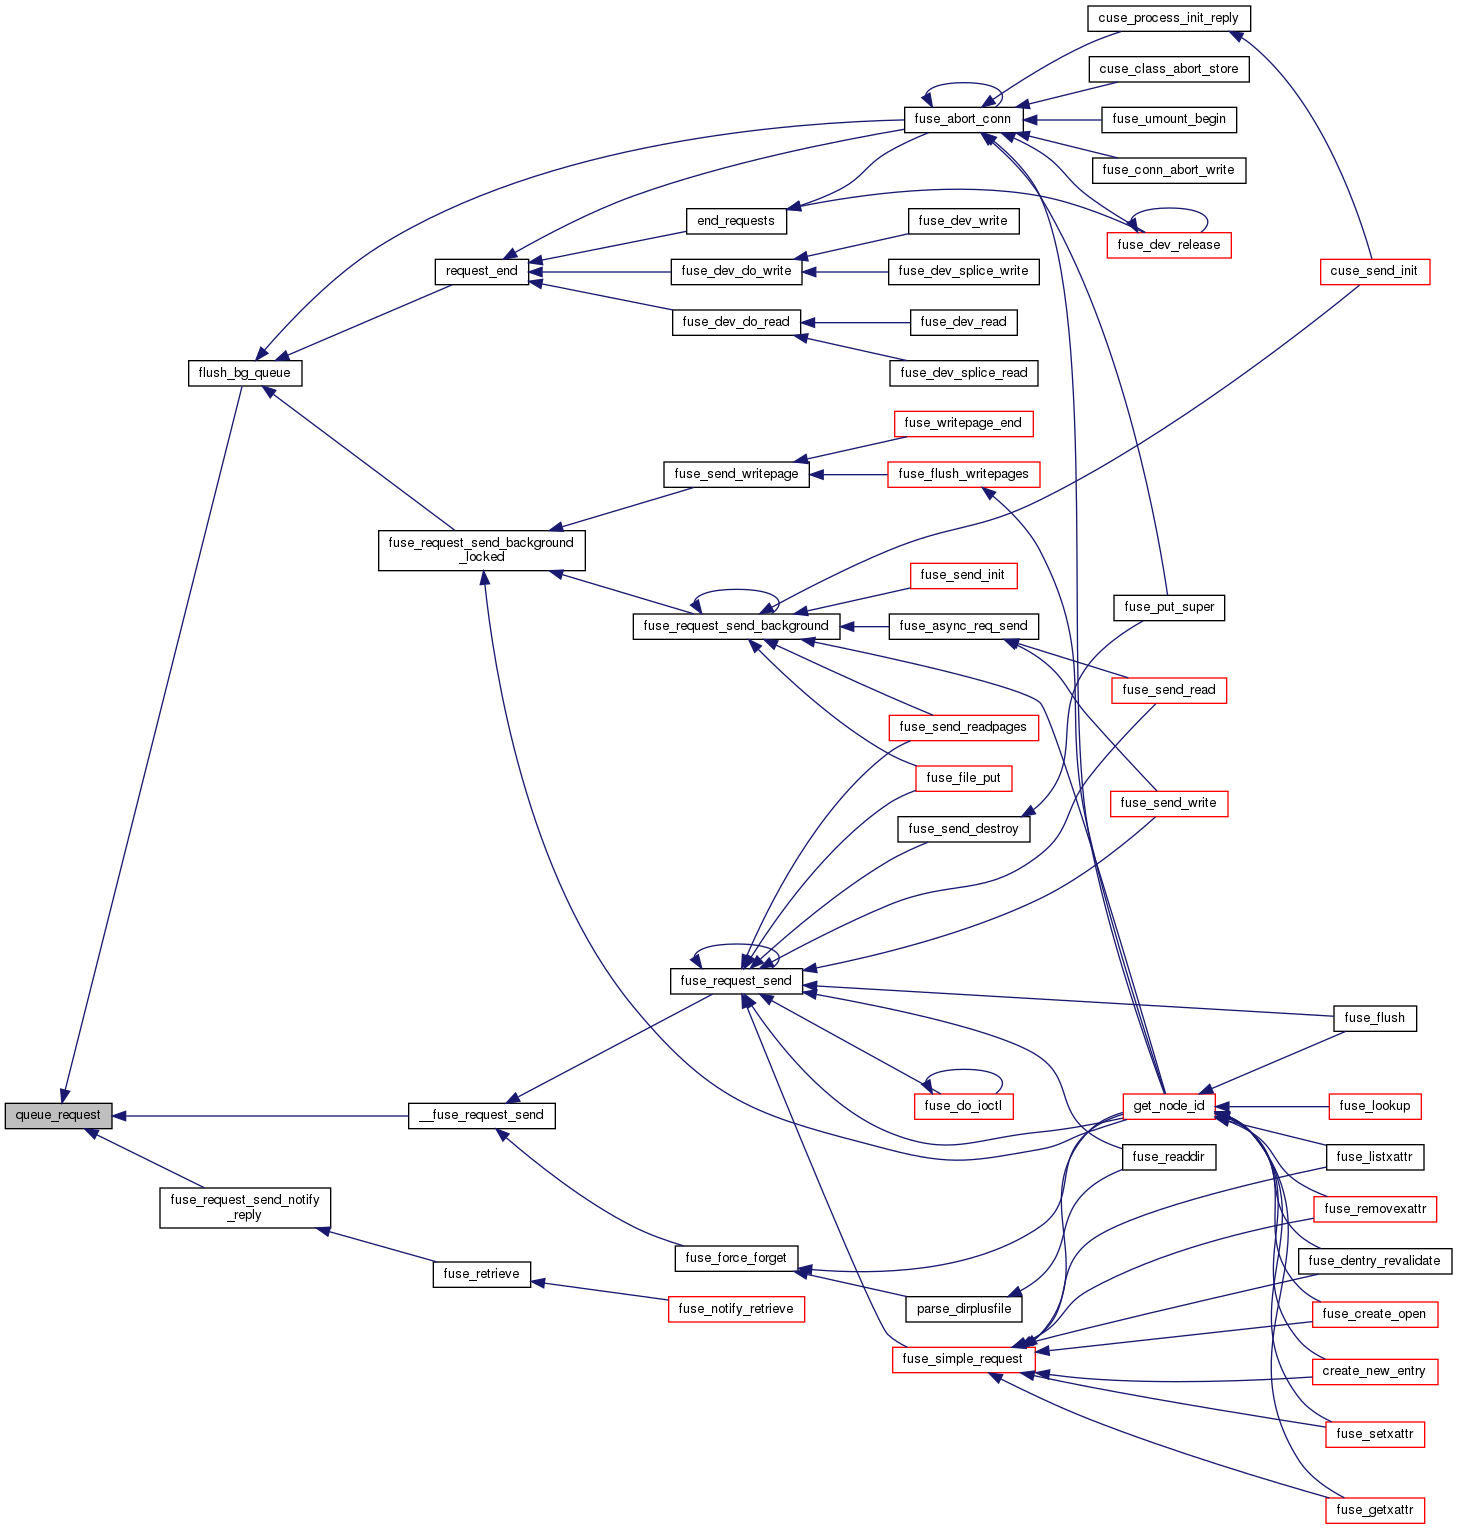 cuse_process_init_reply
cuse_class_abort_store
fuse_abort_conn
fuse_umount_begin
fuse_conn_abort_write
end_requests
fuse_dev_write
fuse_dev_release
request_end
fuse_dev_do_write
fuse_dev_splice_write
cuse_send_init
fuse_dev_do_read
fuse_dev_read
flush_bg_queue
fuse_dev_splice_read
fuse_writepage_end
fuse_send_writepage
fuse_flush_writepages
fuse_request_send_background
_locked
fuse_send_init
fuse_put_super
fuse_request_send_background
fuse_async_req_send
fuse_send_read
fuse_send_readpages
fuse_file_put
fuse_send_write
fuse_send_destroy
fuse_request_send
fuse_flush
queue_request
__fuse_request_send
fuse_do_ioctl
get_node_id
fuse_lookup
fuse_readdir
fuse_listxattr
fuse_request_send_notify
_reply
fuse_removexattr
fuse_force_forget
fuse_dentry_revalidate
fuse_retrieve
fuse_notify_retrieve
parse_dirplusfile
fuse_create_open
fuse_simple_request
create_new_entry
fuse_setxattr
fuse_getxattr